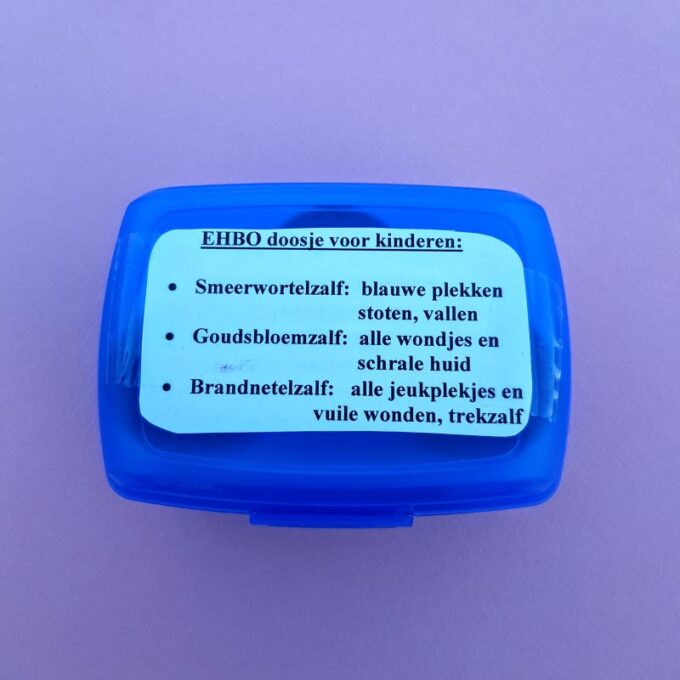 EHBO doosje voor kinderen:
• Smeerwortelzalf: blauwe plekken
stoten, vallen
• Goudsbloemzalf: alle wondjes en
schrale huid
• Brandnetelzalf: alle jeukplekjes en
vuile wonden, trekzalf